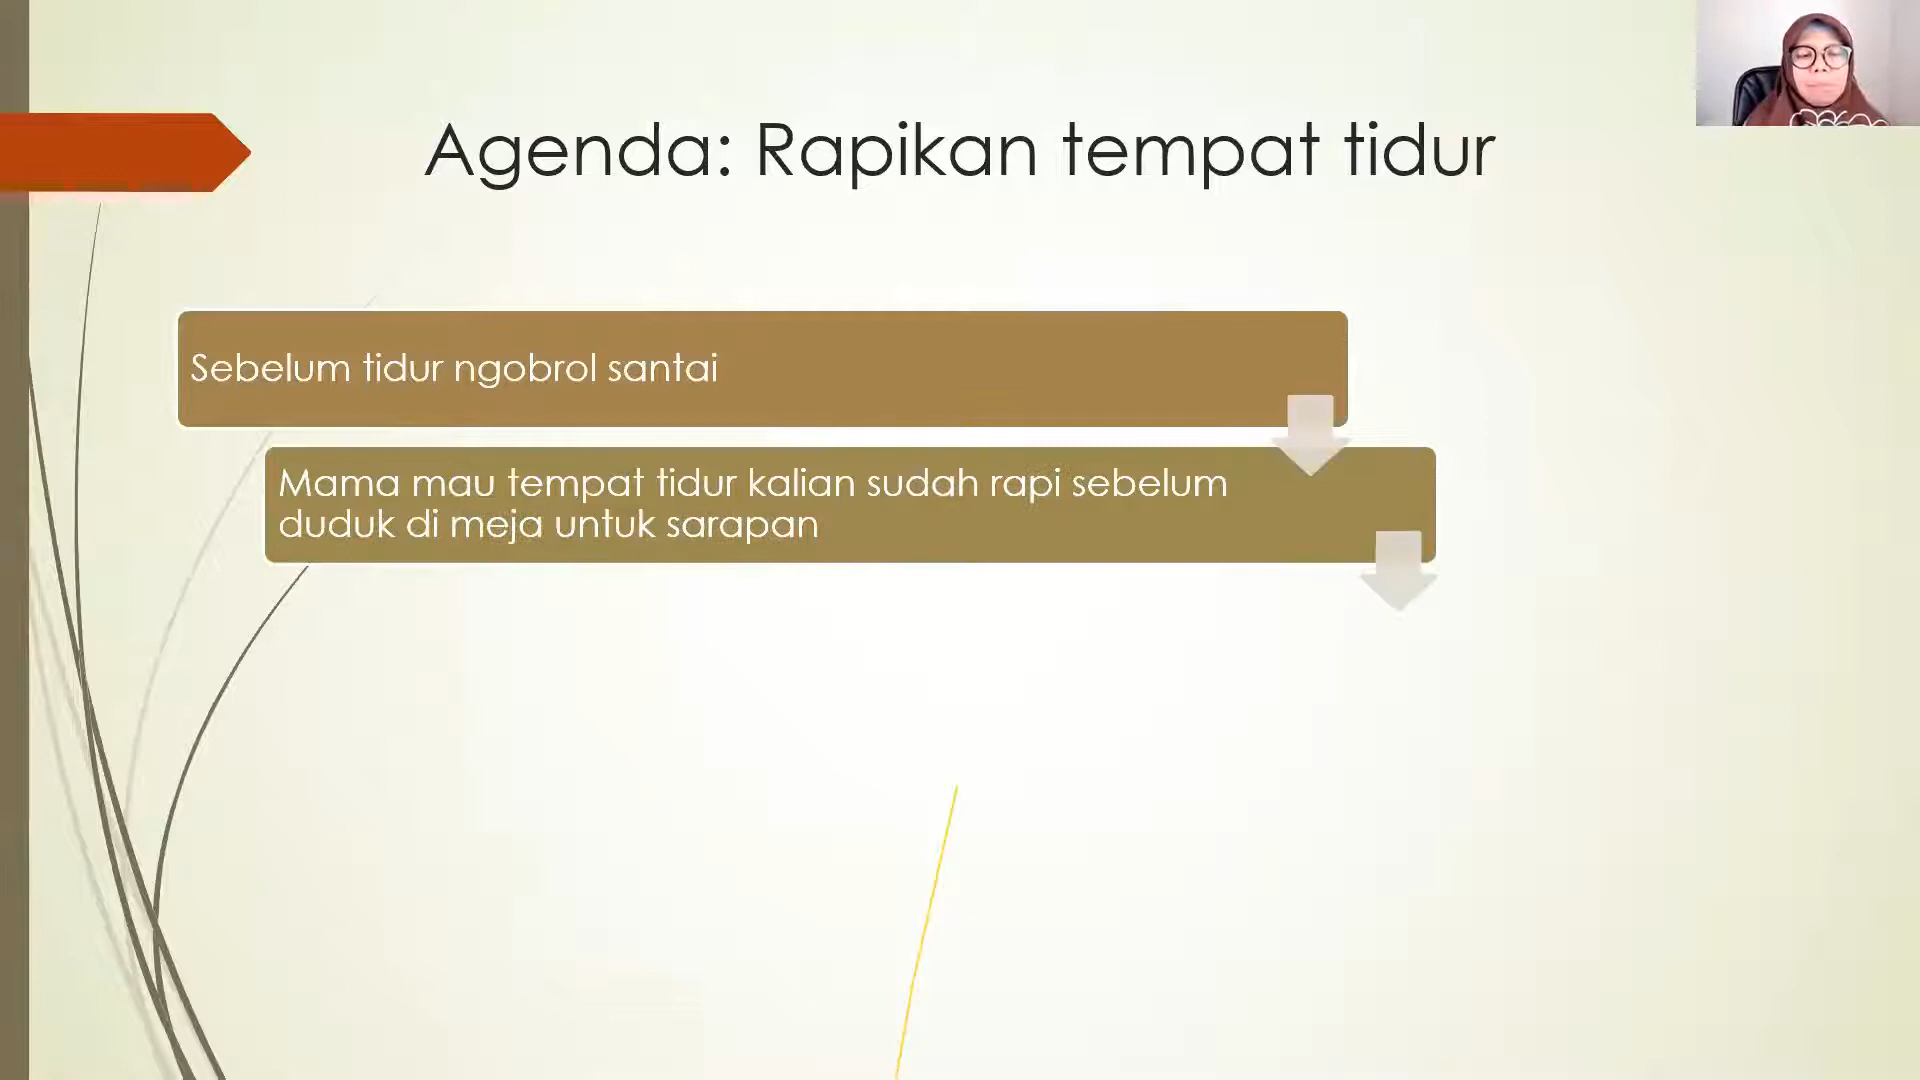 Agenda: Rapikan tempat tidur
Sebelum tidur ngobrol santai
Mama mau tempat tidur kalian sudah rapi sebelum
duduk di meja untuk sarapan